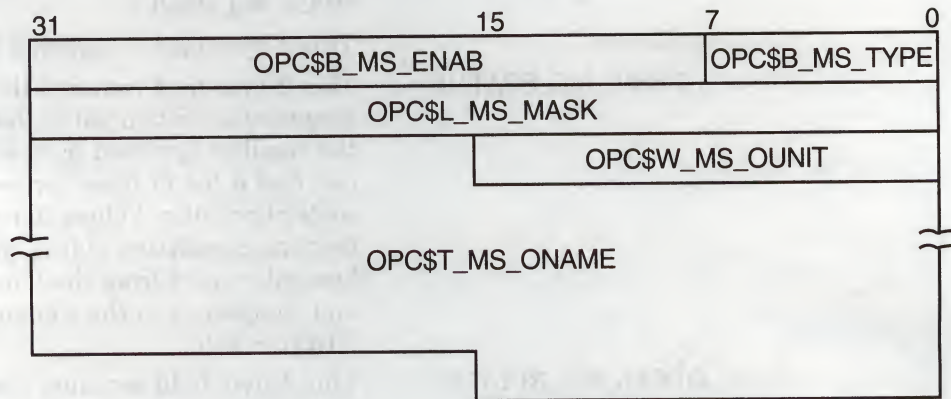 31 15 7 0
OPC$B_MS_ENAB OPC$B_MS_TYPE
OPC$L_MS_MASK
OPC$W_MS_OUNIT
OPC$T_MS_ONAME